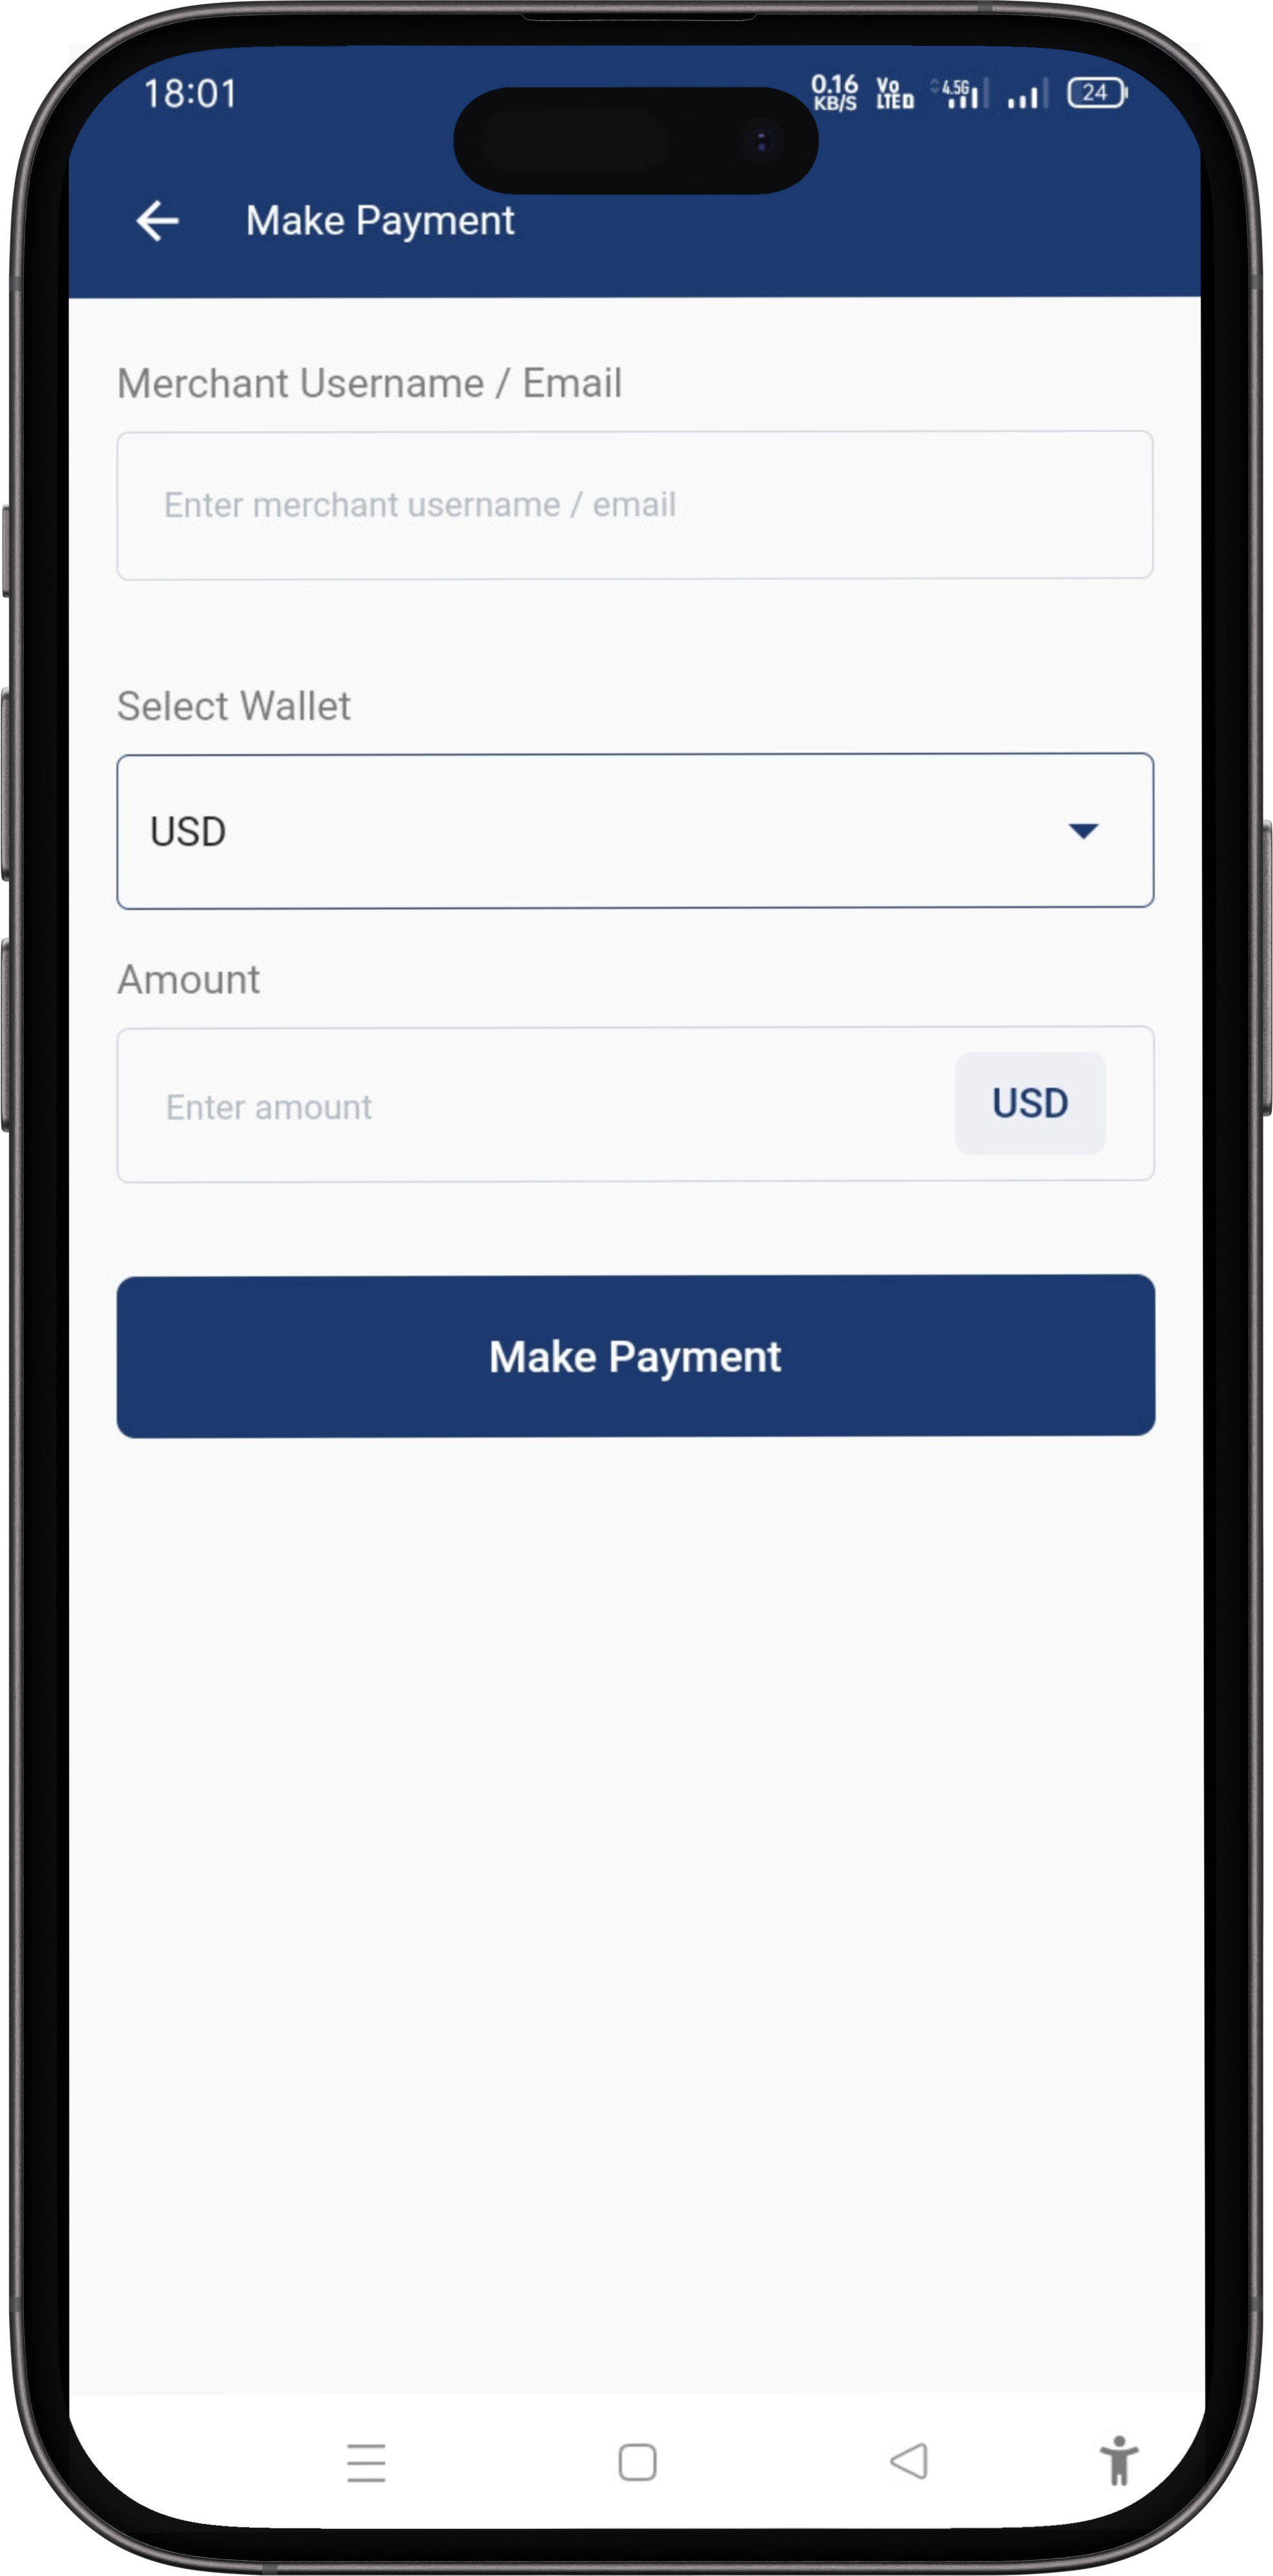 18:01
0.16
KB/S
Vo
LTE D
4.5G
24
Make Payment
Merchant Username / Email
Enter merchant username / email
Select Wallet
USD
Amount
Enter amount
USD
Make Payment